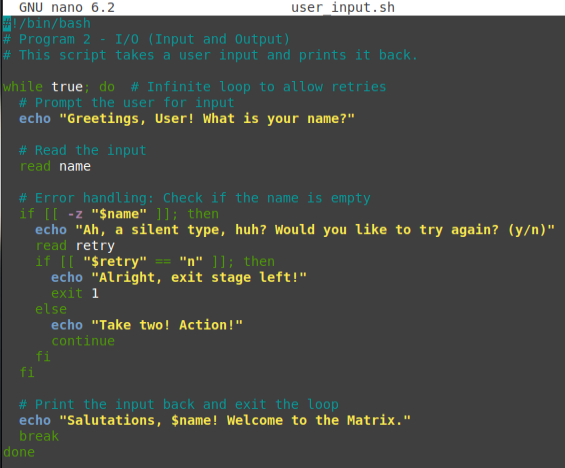 GNU nano 6.2 user_input.sh
#!/bin/bash
# Program 2 - I/O (Input and Output)
# This script takes a user input and prints it back.

while true; do  # Infinite loop to allow retries
  # Prompt the user for input
  echo "Greetings, User! What is your name?"

  # Read the input
  read name

  # Error handling: Check if the name is empty
  if [[ -z "$name" ]]; then
    echo "Ah, a silent type, huh? Would you like to try again? (y/n)"
    read retry
    if [[ "$retry" == "n" ]]; then
      echo "Alright, exit stage left!"
      exit 1
    else
      echo "Take two! Action!"
      continue
    fi
  fi

  # Print the input back and exit the loop
  echo "Salutations, $name! Welcome to the Matrix."
  break
done